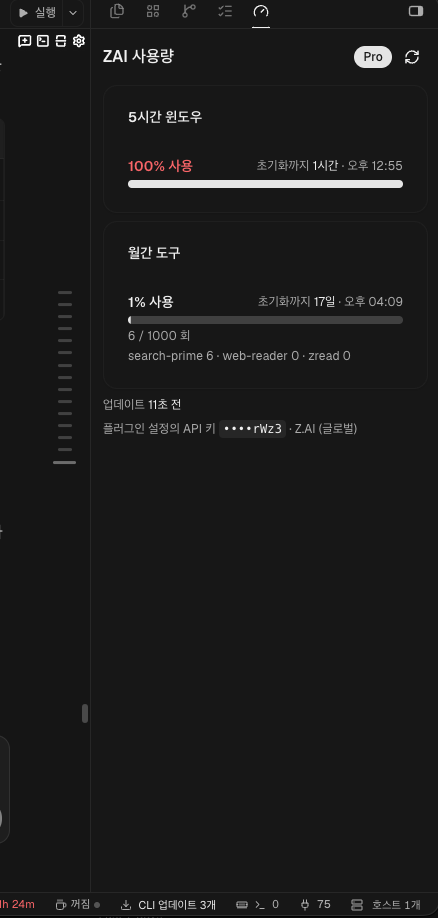 실행
ZAI 사용량
Pro
5시간 윈도우
100% 사용 초기화까지 1시간 · 오후 12:55
월간 도구
1% 사용 초기화까지 17일 · 오후 04:09
6 / 1000 회
search-prime 6 · web-reader 0 · zread 0
업데이트 11초 전
플러그인 설정의 API 키 ••••rWz3 · Z.AI (글로벌)
1h 24m 꺼짐 CLI 업데이트 3개 0 75 호스트 1개